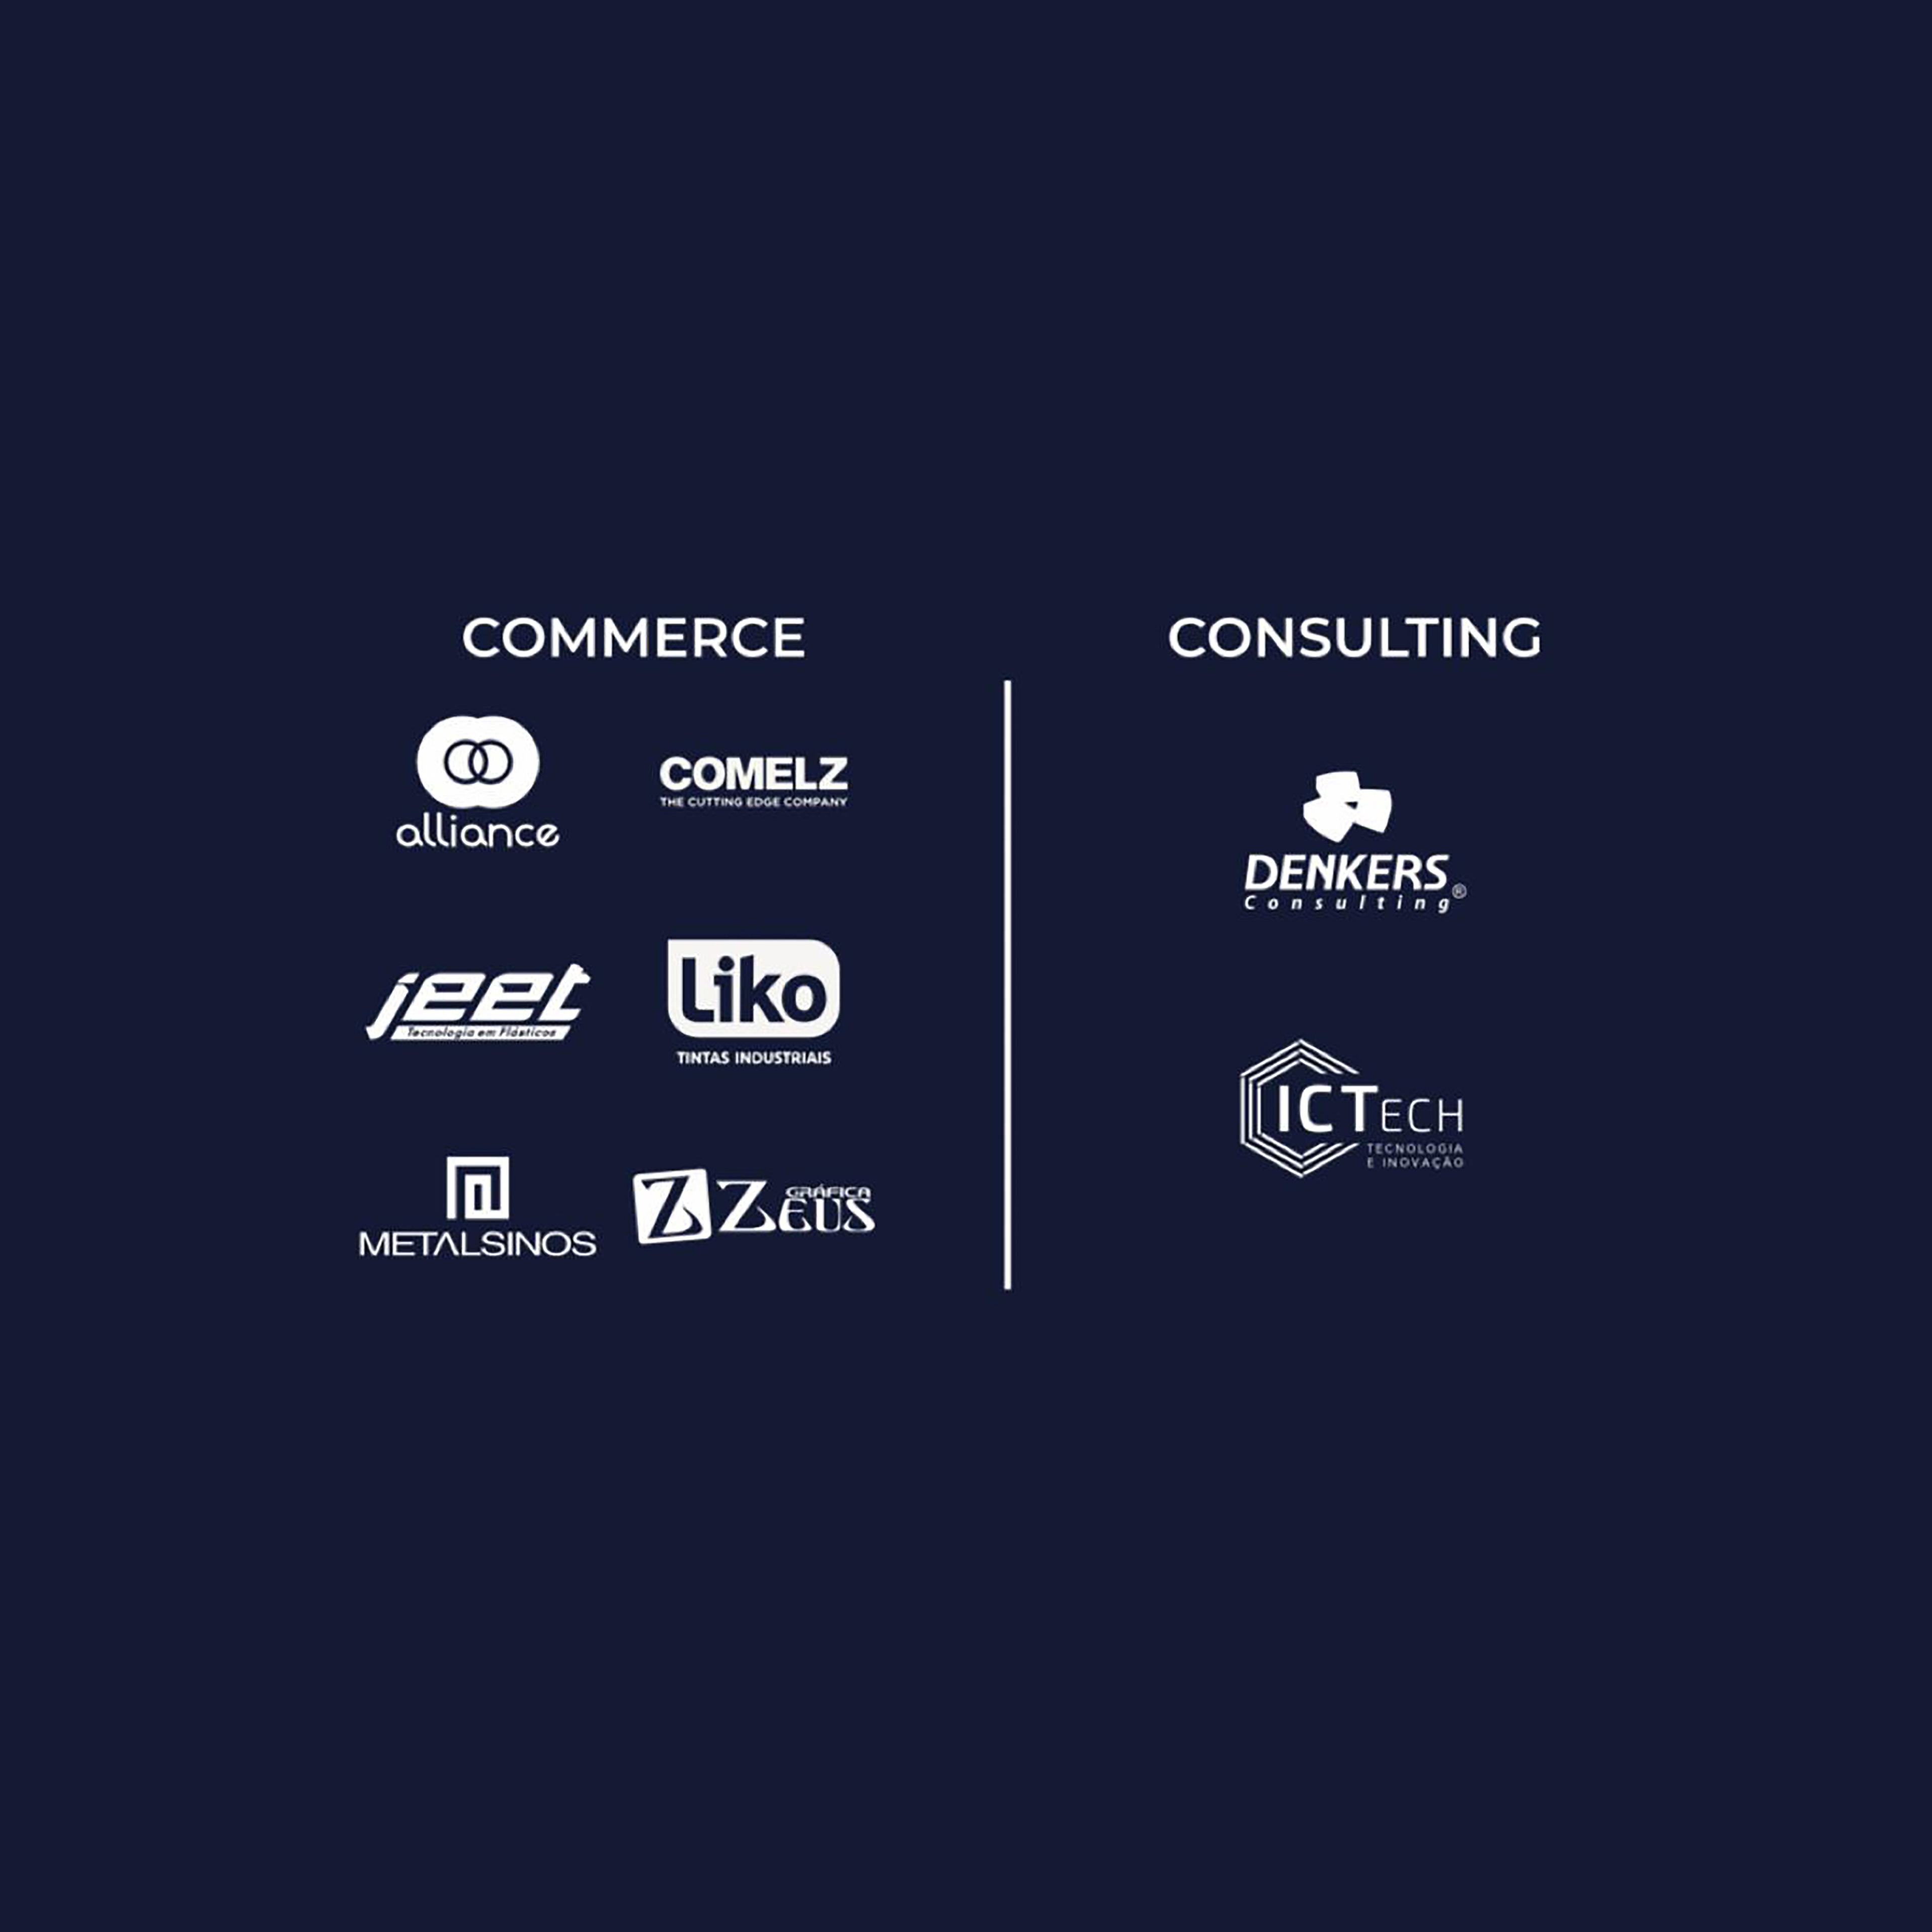 COMMERCE
alliance
COMELZ
THE CUTTING EDGE COMPANY
jeet
Tecnologia em Plásticos
Liko
TINTAS INDUSTRIAIS
METALSINOS
Z
GRÁFICA
ZEUS
CONSULTING
DENKERS®
Consulting
ICTECH
TECNOLOGIA
E INOVAÇÃO